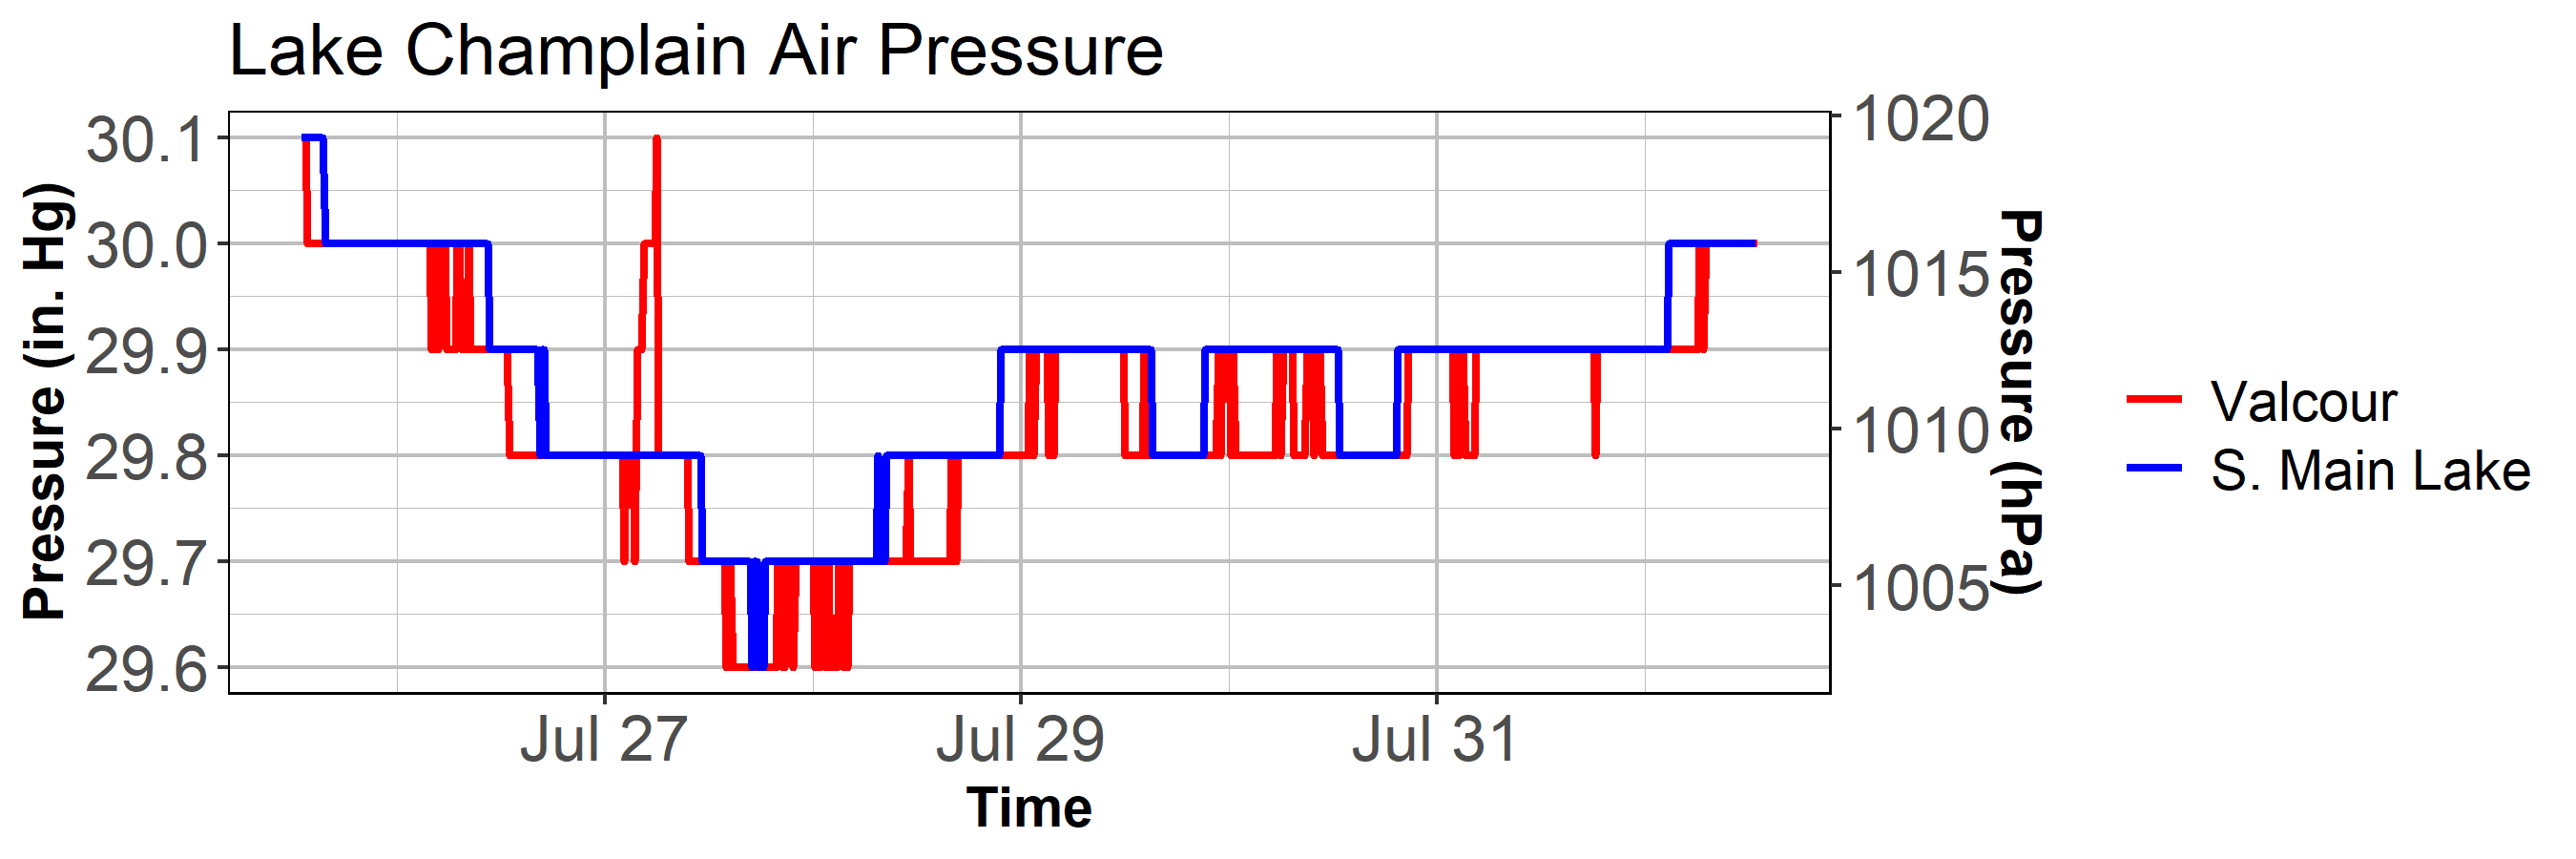 Lake Champlain Air Pressure
Pressure (in. Hg)
30.1
30.0
29.9
29.8
29.7
29.6
1020
1015
1010
1005
Pressure (hPa)
Valcour
S. Main Lake
Jul 27
Jul 29
Jul 31
Time